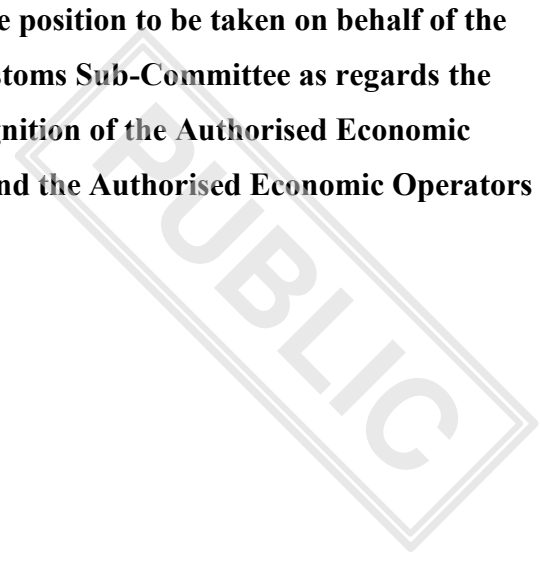 e position to be taken on behalf of the
stoms Sub-Committee as regards the
gnition of the Authorised Economic
nd the Authorised Economic Operators
PUBLIC